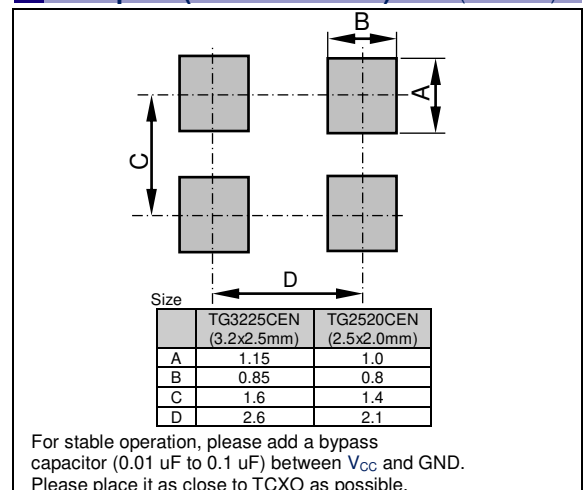 B
A
C
D
Size
TG3225CEN TG2520CEN
(3.2x2.5mm) (2.5x2.0mm)
A 1.15 1.0
B 0.85 0.8
C 1.6 1.4
D 2.6 2.1
For stable operation, please add a bypass
capacitor (0.01 uF to 0.1 uF) between VCC and GND.
Please place it as close to TCXO as possible.